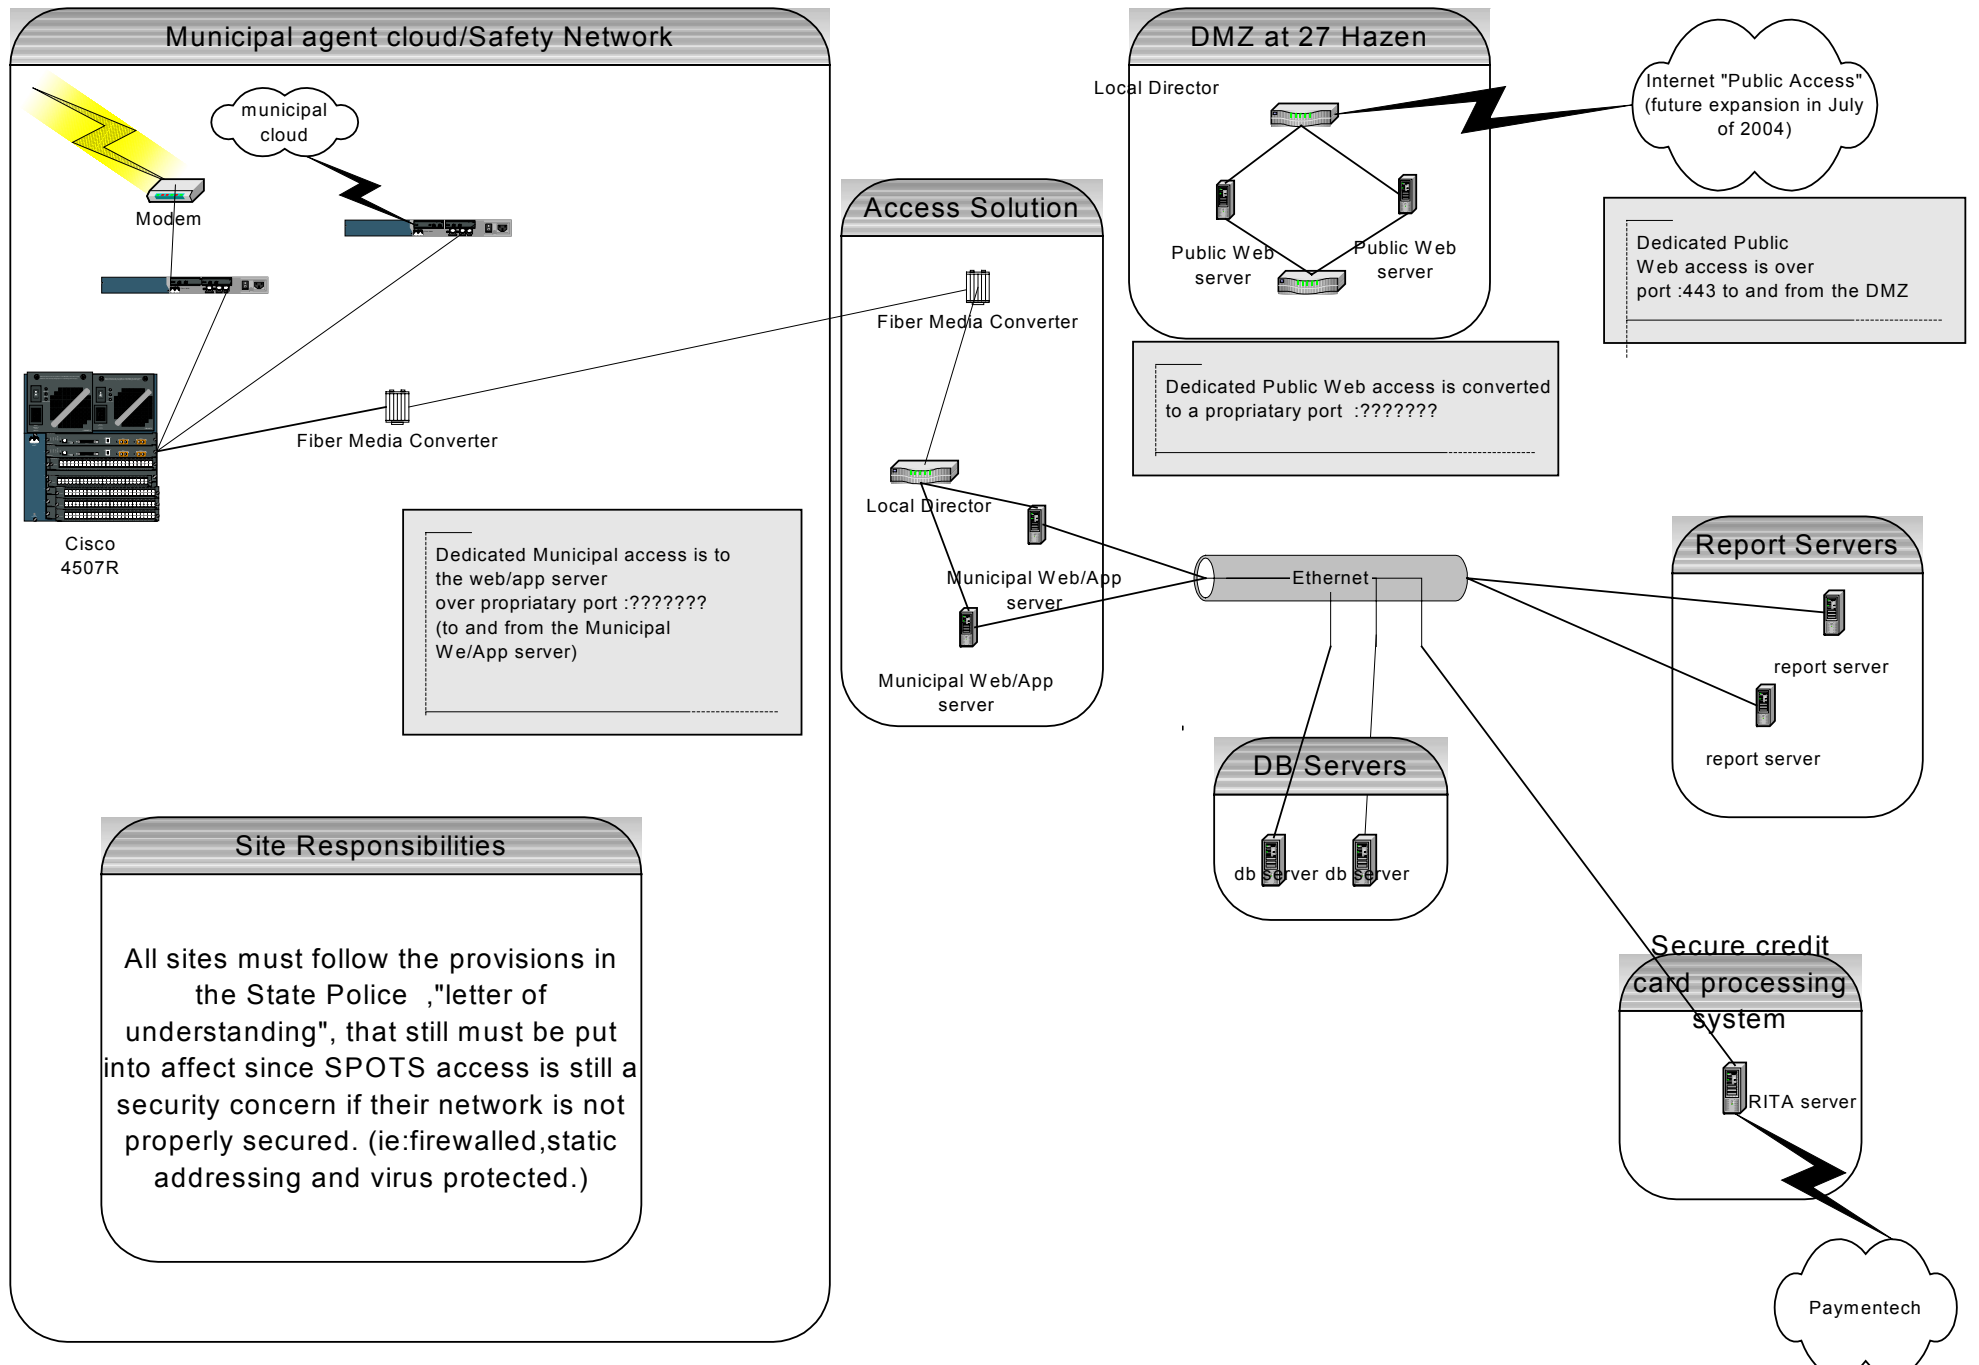 Municipal agent cloud/Safety Network
municipal
cloud
Modem
Fiber Media Converter
Cisco
4507R
Dedicated Municipal access is to
the web/app server
over propriatary port :???????
(to and from the Municipal
We/App server)
Site Responsibilities
All sites must follow the provisions in
the State Police ,"letter of
understanding", that still must be put
into affect since SPOTS access is still a
security concern if their network is not
properly secured. (ie:firewalled,static
addressing and virus protected.)
Access Solution
Fiber Media Converter
Local Director
Municipal Web/App
server
Municipal Web/App
server
DMZ at 27 Hazen
Local Director
Public Web
server
Public Web
server
Internet "Public Access"
(future expansion in July
of 2004)
Dedicated Public
Web access is over
port :443 to and from the DMZ
Dedicated Public Web access is converted
to a propriatary port :???????
Ethernet
Report Servers
report server
report server
DB Servers
db server
db server
Secure credit
card processing
system
RITA server
Paymentech